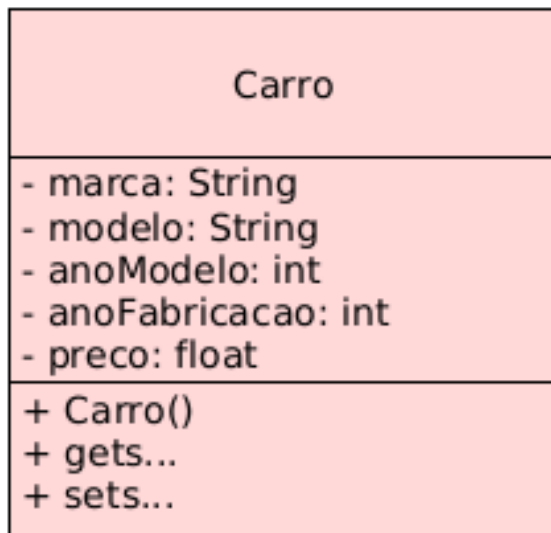 Carro
- marca: String
- modelo: String
- anoModelo: int
- anoFabricacao: int
- preco: float
+ Carro()
+ gets...
+ sets...